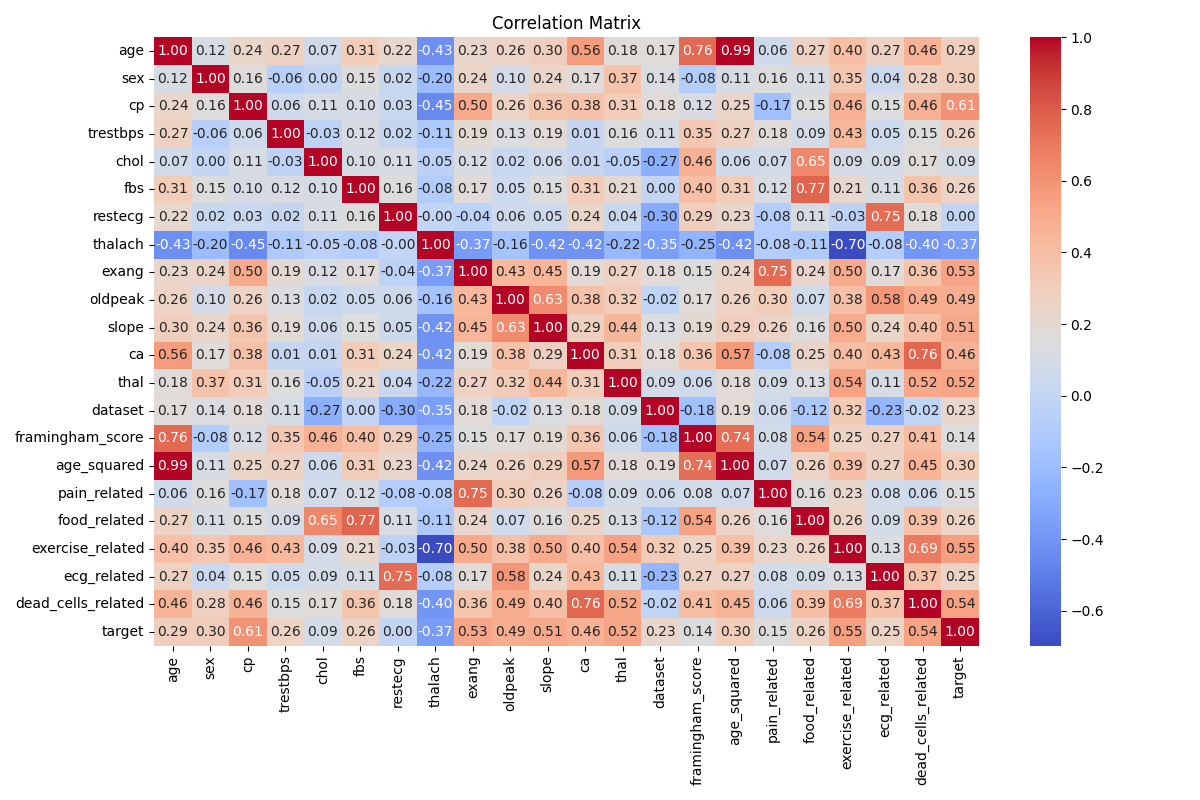 Correlation Matrix
age 1.00 0.12 0.24 0.27 0.07 0.31 0.22 -0.43 0.23 0.26 0.30 0.56 0.18 0.17 0.76 0.99 0.06 0.27 0.40 0.27 0.46 0.29
sex 0.12 1.00 0.16 -0.06 0.00 0.15 0.02 -0.20 0.24 0.10 0.24 0.17 0.37 0.14 -0.08 0.11 0.16 0.11 0.35 0.04 0.28 0.30
cp 0.24 0.16 1.00 0.06 0.11 0.10 0.03 -0.45 0.50 0.26 0.36 0.38 0.31 0.18 0.12 0.25 -0.17 0.15 0.46 0.15 0.46 0.61
trestbps 0.27 -0.06 0.06 1.00 -0.03 0.12 0.02 -0.11 0.19 0.13 0.19 0.01 0.16 0.11 0.35 0.27 0.18 0.09 0.43 0.05 0.15 0.26
chol 0.07 0.00 0.11 -0.03 1.00 0.10 0.11 -0.05 0.12 0.02 0.06 0.01 -0.05 -0.27 0.46 0.06 0.07 0.65 0.09 0.09 0.17 0.09
fbs 0.31 0.15 0.10 0.12 0.10 1.00 0.16 -0.08 0.17 0.05 0.15 0.31 0.21 0.00 0.40 0.31 0.12 0.77 0.21 0.11 0.36 0.26
restecg 0.22 0.02 0.03 0.02 0.11 0.16 1.00 -0.00 -0.04 0.06 0.05 0.24 0.04 -0.30 0.29 0.23 -0.08 0.11 -0.03 0.75 0.18 0.00
thalach -0.43 -0.20 -0.45 -0.11 -0.05 -0.08 -0.00 1.00 -0.37 -0.16 -0.42 -0.42 -0.22 -0.35 -0.25 -0.42 -0.08 -0.11 -0.70 -0.08 -0.40 -0.37
exang 0.23 0.24 0.50 0.19 0.12 0.17 -0.04 -0.37 1.00 0.43 0.45 0.19 0.27 0.18 0.15 0.24 0.75 0.24 0.50 0.17 0.36 0.53
oldpeak 0.26 0.10 0.26 0.13 0.02 0.05 0.06 -0.16 0.43 1.00 0.63 0.38 0.32 -0.02 0.17 0.26 0.30 0.07 0.38 0.58 0.49 0.49
slope 0.30 0.24 0.36 0.19 0.06 0.15 0.05 -0.42 0.45 0.63 1.00 0.29 0.44 0.13 0.19 0.29 0.26 0.16 0.50 0.24 0.40 0.51
ca 0.56 0.17 0.38 0.01 0.01 0.31 0.24 -0.42 0.19 0.38 0.29 1.00 0.31 0.18 0.36 0.57 -0.08 0.25 0.40 0.43 0.76 0.46
thal 0.18 0.37 0.31 0.16 -0.05 0.21 0.04 -0.22 0.27 0.32 0.44 0.31 1.00 0.09 0.06 0.18 0.09 0.13 0.54 0.11 0.52 0.52
dataset 0.17 0.14 0.18 0.11 -0.27 0.00 -0.30 -0.35 0.18 -0.02 0.13 0.18 0.09 1.00 -0.18 0.19 0.06 -0.12 0.32 -0.23 -0.02 0.23
framingham_score 0.76 -0.08 0.12 0.35 0.46 0.40 0.29 -0.25 0.15 0.17 0.19 0.36 0.06 -0.18 1.00 0.74 0.08 0.54 0.25 0.27 0.41 0.14
age_squared 0.99 0.11 0.25 0.27 0.06 0.31 0.23 -0.42 0.24 0.26 0.29 0.57 0.18 0.19 0.74 1.00 0.07 0.26 0.39 0.27 0.45 0.30
pain_related 0.06 0.16 -0.17 0.18 0.07 0.12 -0.08 -0.08 0.75 0.30 0.26 -0.08 0.09 0.06 0.08 0.07 1.00 0.16 0.23 0.08 0.06 0.15
food_related 0.27 0.11 0.15 0.09 0.65 0.77 0.11 -0.11 0.24 0.07 0.16 0.25 0.13 -0.12 0.54 0.26 0.16 1.00 0.26 0.09 0.39 0.26
exercise_related 0.40 0.35 0.46 0.43 0.09 0.21 -0.03 -0.70 0.50 0.38 0.50 0.40 0.54 0.32 0.25 0.39 0.23 0.26 1.00 0.13 0.69 0.55
ecg_related 0.27 0.04 0.15 0.05 0.09 0.11 0.75 -0.08 0.17 0.58 0.24 0.43 0.11 -0.23 0.27 0.27 0.08 0.09 0.13 1.00 0.37 0.25
dead_cells_related 0.46 0.28 0.46 0.15 0.17 0.36 0.18 -0.40 0.36 0.49 0.40 0.76 0.52 -0.02 0.41 0.45 0.06 0.39 0.69 0.37 1.00 0.54
target 0.29 0.30 0.61 0.26 0.09 0.26 0.00 -0.37 0.53 0.49 0.51 0.46 0.52 0.23 0.14 0.30 0.15 0.26 0.55 0.25 0.54 1.00
age sex cp trestbps chol fbs restecg thalach exang oldpeak slope ca thal dataset framingham_score age_squared pain_related food_related exercise_related ecg_related dead_cells_related target
1.0
0.8
0.6
0.4
0.2
0.0
−0.2
−0.4
−0.6